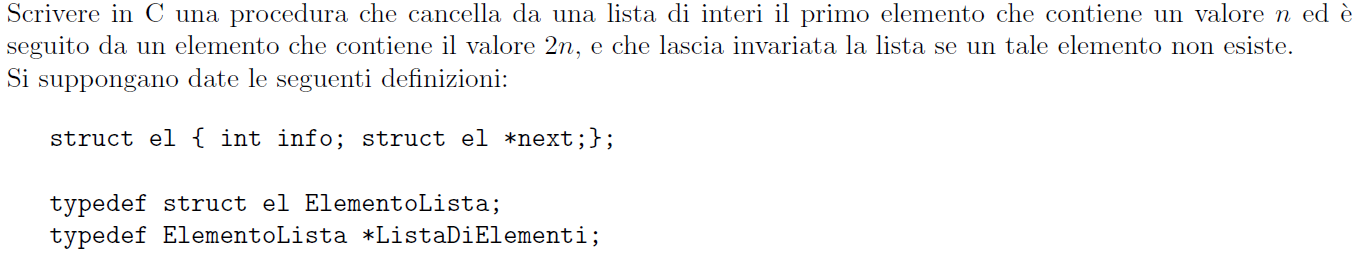 Scrivere in C una procedura che cancella da una lista di interi il primo elemento che contiene un valore n ed è
seguito da un elemento che contiene il valore 2n, e che lascia invariata la lista se un tale elemento non esiste.
Si suppongano date le seguenti definizioni:
struct el { int info; struct el *next;};
typedef struct el ElementoLista;
typedef ElementoLista *ListaDiElementi;